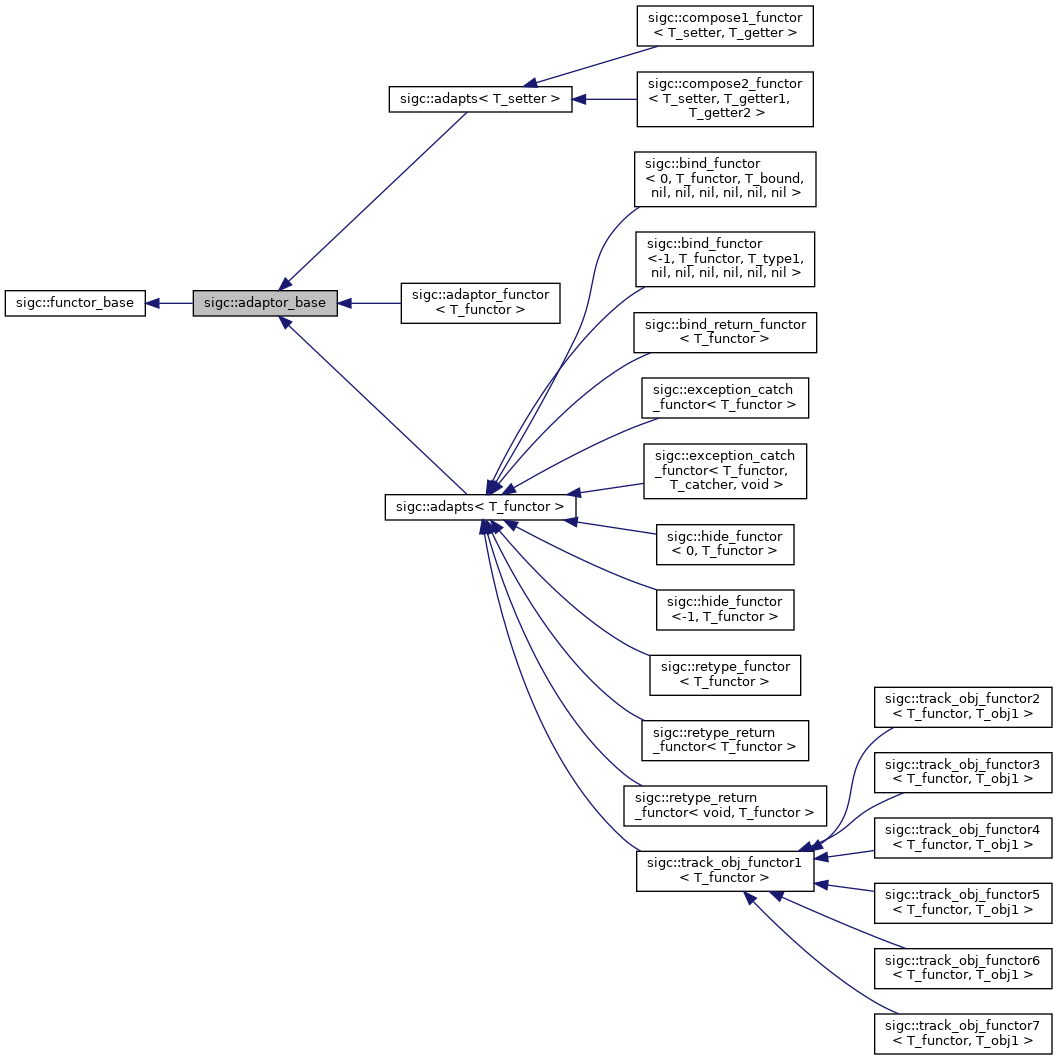 sigc::compose1_functor
< T_setter, T_getter >
sigc::adapts< T_setter >
sigc::compose2_functor
< T_setter, T_getter1,
T_getter2 >
sigc::bind_functor
< 0, T_functor, T_bound,
nil, nil, nil, nil, nil, nil >
sigc::bind_functor
<-1, T_functor, T_type1,
nil, nil, nil, nil, nil, nil >
sigc::functor_base
sigc::adaptor_base
sigc::adaptor_functor
< T_functor >
sigc::bind_return_functor
< T_functor >
sigc::exception_catch
_functor< T_functor >
sigc::exception_catch
_functor< T_functor,
T_catcher, void >
sigc::adapts< T_functor >
sigc::hide_functor
< 0, T_functor >
sigc::hide_functor
<-1, T_functor >
sigc::retype_functor
< T_functor >
sigc::retype_return
_functor< T_functor >
sigc::retype_return
_functor< void, T_functor >
sigc::track_obj_functor1
< T_functor >
sigc::track_obj_functor2
< T_functor, T_obj1 >
sigc::track_obj_functor3
< T_functor, T_obj1 >
sigc::track_obj_functor4
< T_functor, T_obj1 >
sigc::track_obj_functor5
< T_functor, T_obj1 >
sigc::track_obj_functor6
< T_functor, T_obj1 >
sigc::track_obj_functor7
< T_functor, T_obj1 >